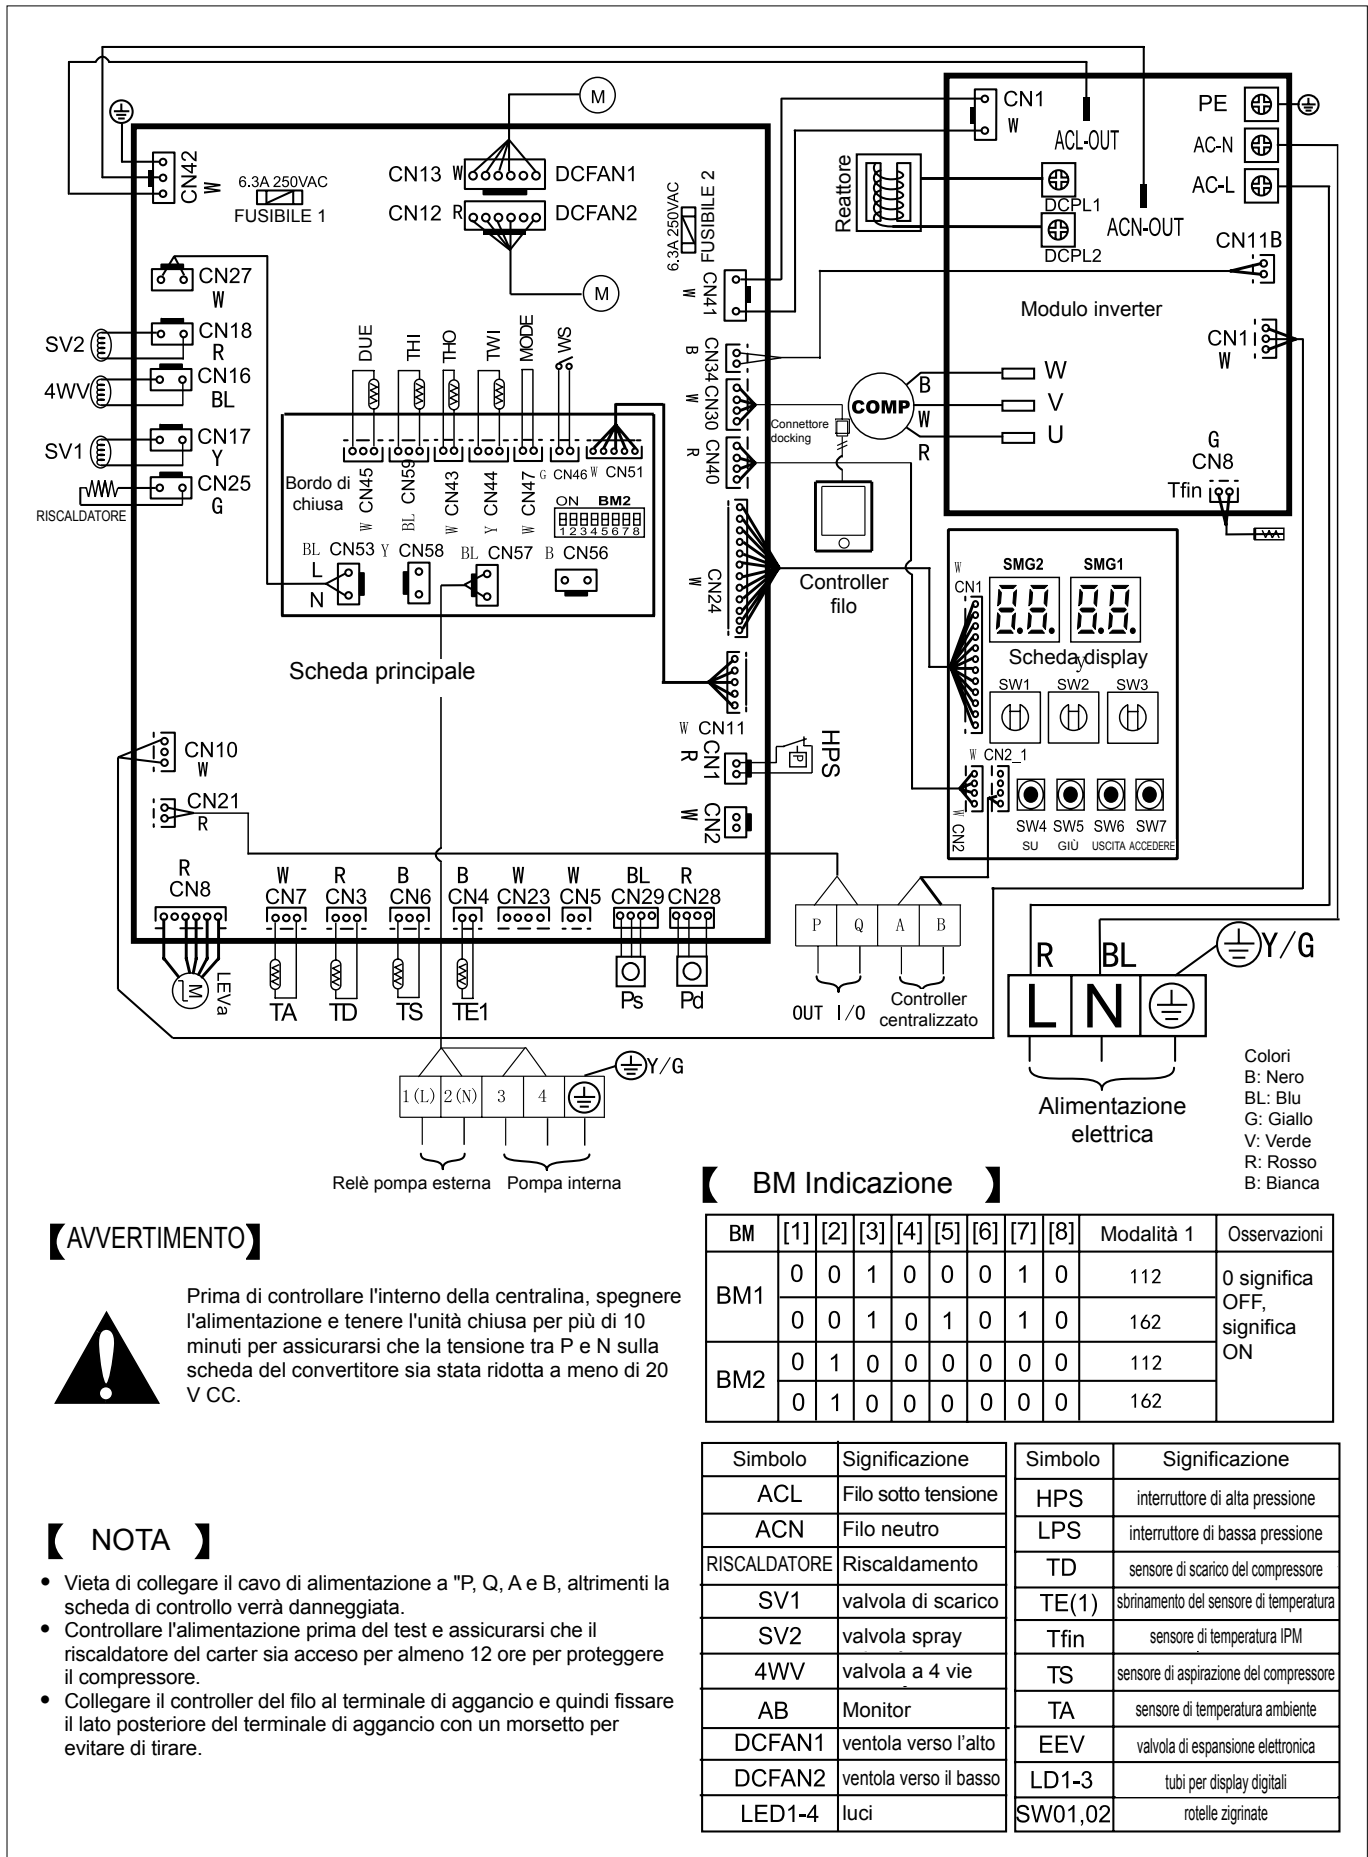 CN42
W
6.3A 250VAC
FUSIBILE 1
CN13 W DCFAN1
CN12 R DCFAN2
M
M
6.3A 250VAC
FUSIBILE 2
CN41
W
CN1
W
ACL-OUT
ACN-OUT
PE
AC-N
AC-L
Reattore
DCPL1
DCPL2
CN11B
Modulo inverter
CN1
W
W
V
U
COMP
B
W
R
G
CN8
Tfin
CN27
W
SV2
CN18
R
4WV
CN16
BL
SV1
CN17
Y
CN25
G
RISCALDATORE
DUE
THI
THO
TWI
MODE
WS
B CN34
W CN30
R CN40
Connettore
docking
Bordo di
chiusa
W CN45
BL CN59
W CN43
Y CN44
W CN47
G CN46
W CN51
ON BM2
1 2 3 4 5 6 7 8
BL CN53
Y CN58
BL CN57
B CN56
L
N
CN24
W
Controller
filo
Scheda principale
W CN11
CN1
R
HPS
P
CN2
W
W
CN1
SMG2 SMG1
8.8. 8.8.
Scheda display
y
SW1 SW2 SW3
W CN2_1
W CN2
SW4 SW5 SW6 SW7
SU GIÙ USCITA ACCEDERE
CN10
W
CN21
R
R
CN8
W
CN7
R
CN3
B
CN6
B
CN4
W
CN23
W
CN5
BL
CN29
R
CN28
M
LEVa
TA
TD
TS
TE1
Ps
Pd
P Q A B
OUT I/O
Controller
centralizzato
R BL Y/G
L N
Alimentazione
elettrica
Colori
B: Nero
BL: Blu
G: Giallo
V: Verde
R: Rosso
B: Bianca
Y/G
1(L) 2(N) 3 4
Relè pompa esterna Pompa interna
【AVVERTIMENTO】
Prima di controllare l'interno della centralina, spegnere
l'alimentazione e tenere l'unità chiusa per più di 10
minuti per assicurarsi che la tensione tra P e N sulla
scheda del convertitore sia stata ridotta a meno di 20
V CC.
【 NOTA 】
• Vieta di collegare il cavo di alimentazione a "P, Q, A e B, altrimenti la
scheda di controllo verrà danneggiata.
• Controllare l'alimentazione prima del test e assicurarsi che il
riscaldatore del carter sia acceso per almeno 12 ore per proteggere
il compressore.
• Collegare il controller del filo al terminale di aggancio e quindi fissare
il lato posteriore del terminale di aggancio con un morsetto per
evitare di tirare.
【 BM Indicazione 】
BM [1] [2] [3] [4] [5] [6] [7] [8] Modalità 1 Osservazioni
BM1 0 0 1 0 0 0 1 0 112
0 0 1 0 1 0 1 0 162
BM2 0 1 0 0 0 0 0 0 112
0 1 0 0 0 0 0 0 162
0 significa
OFF,
significa
ON
Simbolo Significazione
ACL Filo sotto tensione
ACN Filo neutro
RISCALDATORE Riscaldamento
SV1 valvola di scarico
SV2 valvola spray
4WV valvola a 4 vie
AB Monitor
DCFAN1 ventola verso l'alto
DCFAN2 ventola verso il basso
LED1-4 luci
Simbolo Significazione
HPS interruttore di alta pressione
LPS interruttore di bassa pressione
TD sensore di scarico del compressore
TE(1) sbrinamento del sensore di temperatura
Tfin sensore di temperatura IPM
TS sensore di aspirazione del compressore
TA sensore di temperatura ambiente
EEV valvola di espansione elettronica
LD1-3 tubi per display digitali
SW01,02 rotelle zigrinate